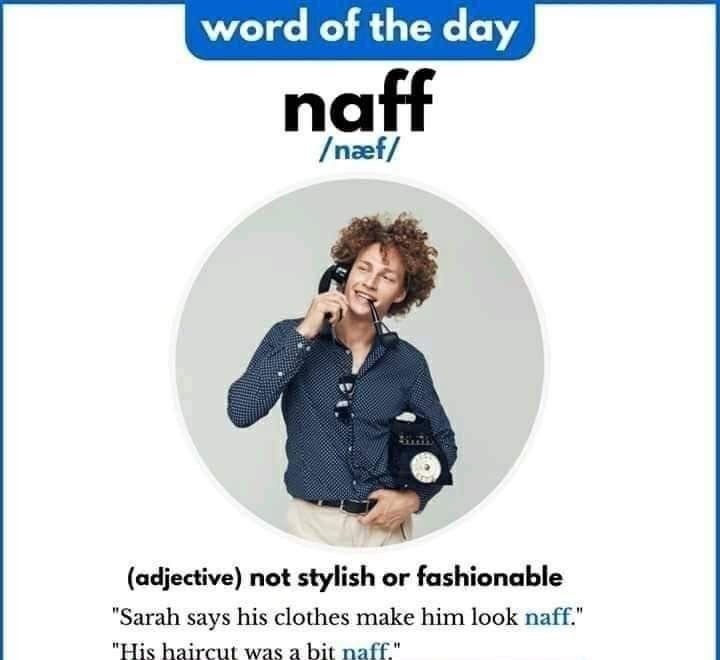 word of the day
naff
/næf/
(adjective) not stylish or fashionable
"Sarah says his clothes make him look naff."
"His haircut was a bit naff."